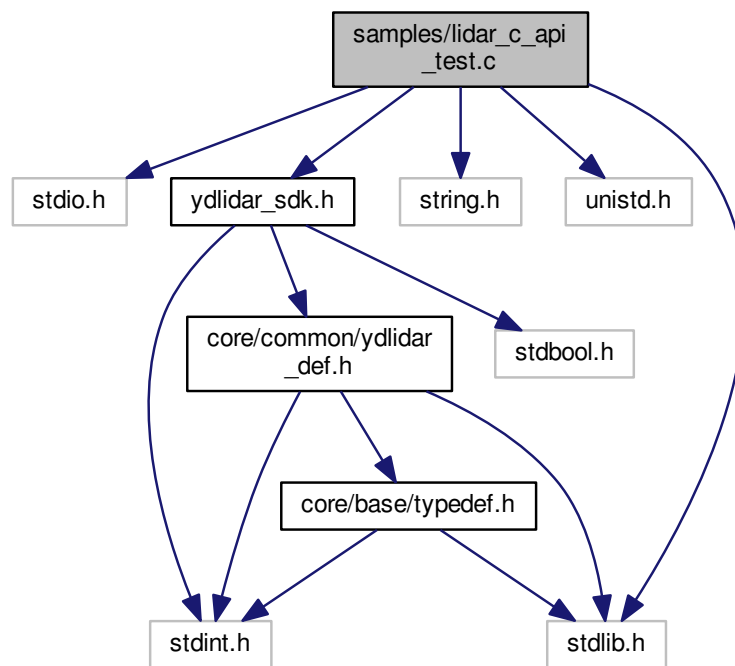 samples/lidar_c_api
_test.c
stdio.h
ydlidar_sdk.h
string.h
unistd.h
core/common/ydlidar
_def.h
stdbool.h
core/base/typedef.h
stdint.h
stdlib.h